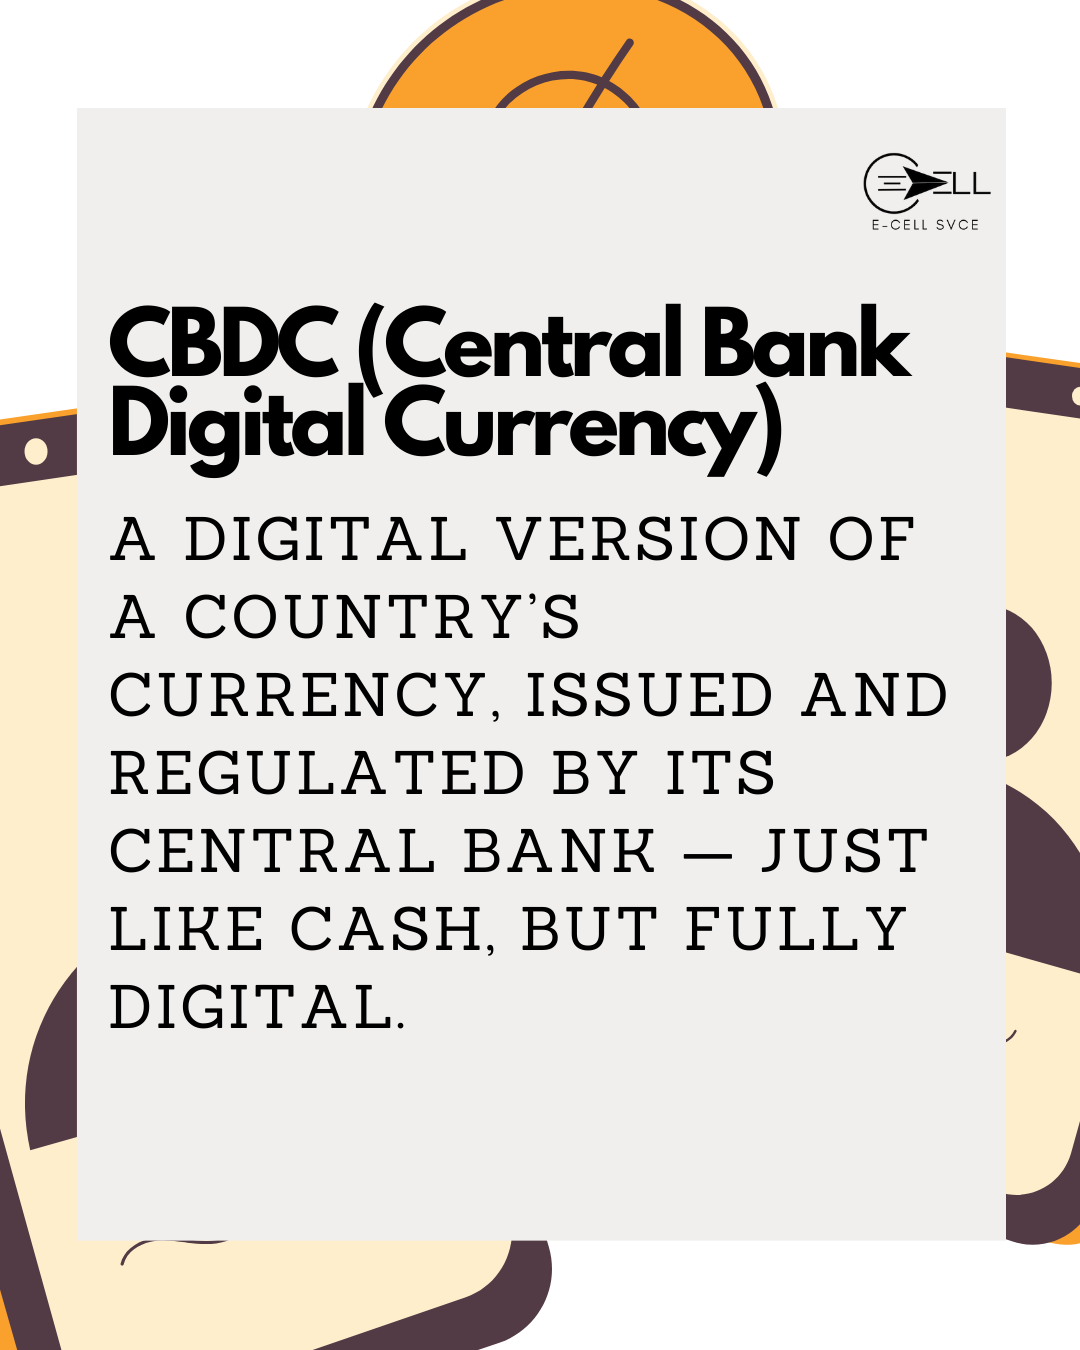 ELL
E-CELL SVCE
CBDC (Central Bank
Digital Currency)
A DIGITAL VERSION OF
A COUNTRY’S
CURRENCY, ISSUED AND
REGULATED BY ITS
CENTRAL BANK — JUST
LIKE CASH, BUT FULLY
DIGITAL.